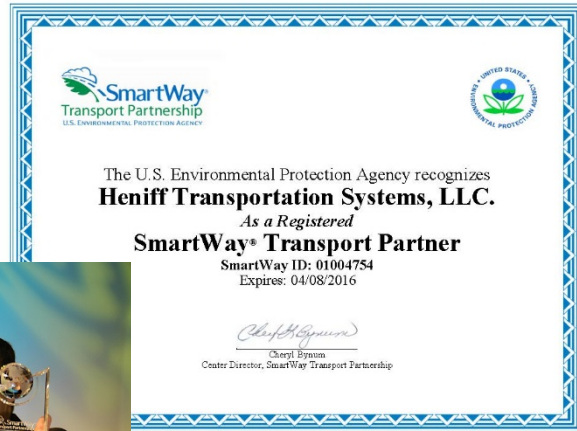 SmartWay®
Transport Partnership
U.S. ENVIRONMENTAL PROTECTION AGENCY
UNITED STATES
ENVIRONMENTAL PROTECTION AGENCY
The U.S. Environmental Protection Agency recognizes
Heniff Transportation Systems, LLC.
As a Registered
SmartWay® Transport Partner
SmartWay ID: 01004754
Expires: 04/08/2016
Cheryl Bynum
Center Director, SmartWay Transport Partnership